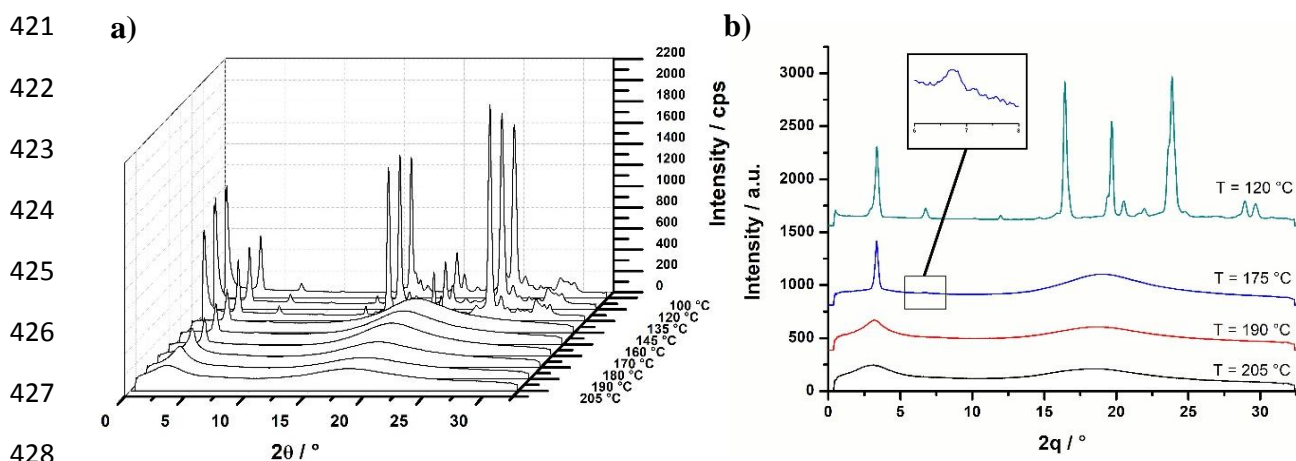 421
422
423
424
425
426
427
428
a)
2200
2000
1800
1600
1400
1200
1000
800
600
400
200
0
Intensity / cps
100 °C
120 °C
135 °C
145 °C
160 °C
170 °C
180 °C
190 °C
205 °C
0 5 10 15 20 25 30
2θ / °
b)
3000
2500
2000
1500
1000
500
0
Intensity / a.u.
6 7 8
T = 120 °C
T = 175 °C
T = 190 °C
T = 205 °C
0 5 10 15 20 25 30
2q / °